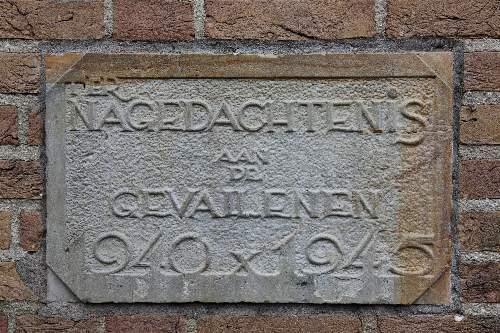 TER
NAGEDACHTENIS
AAN
DE
GEVALLENEN
1940 x 1945